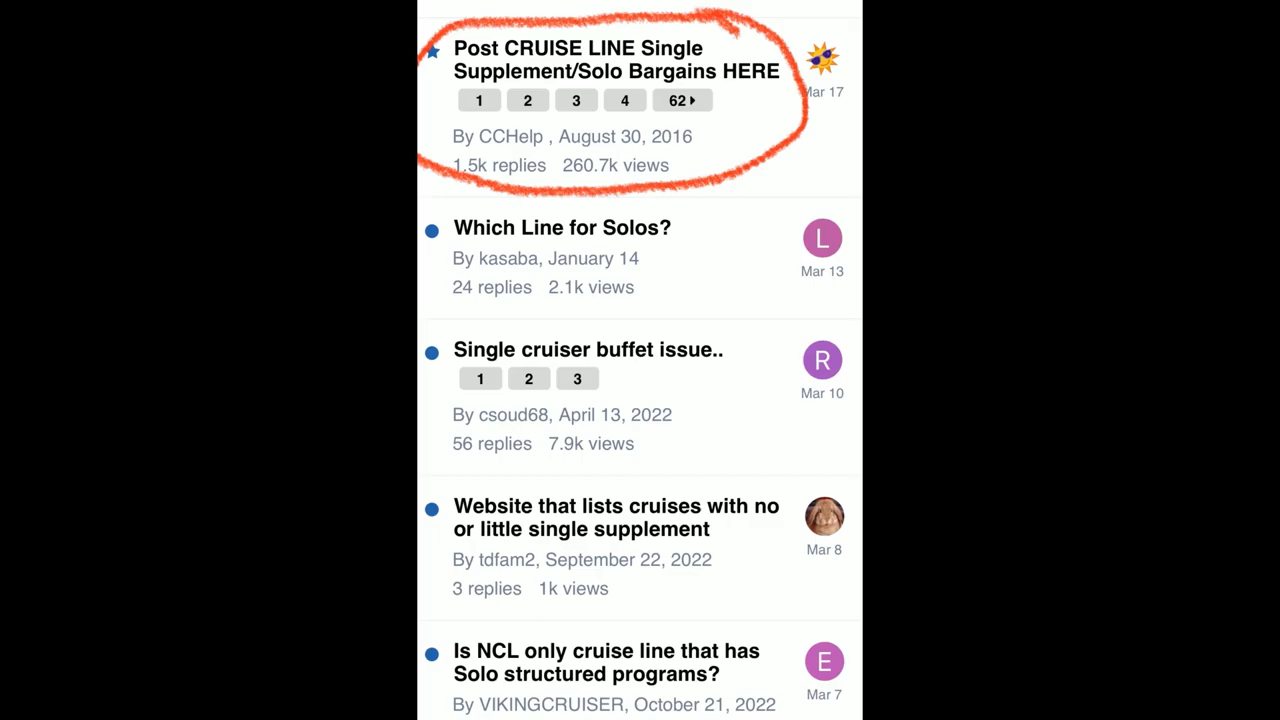 Post CRUISE LINE Single
Supplement/Solo Bargains HERE
1 2 3 4 62
Mar 17
By CCHelp , August 30, 2016
1.5k replies 260.7k views
Which Line for Solos?
L
By kasaba, January 14
Mar 13
24 replies 2.1k views
Single cruiser buffet issue..
R
1 2 3
Mar 10
By csoud68, April 13, 2022
56 replies 7.9k views
Website that lists cruises with no
or little single supplement
Mar 8
By tdfam2, September 22, 2022
3 replies 1k views
Is NCL only cruise line that has
Solo structured programs?
E
Mar 7
By VIKINGCRUISER, October 21, 2022